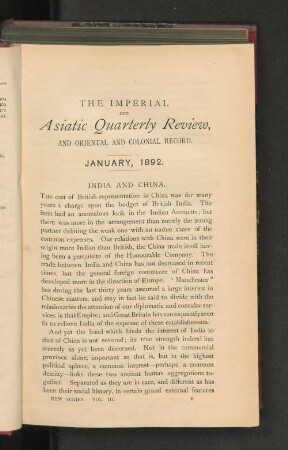 THE IMPERIAL
AND
Asiatic Quarterly Review,
AND ORIENTAL AND COLONIAL RECORD.
JANUARY, 1892.
INDIA AND CHINA.
THE cost of British representation in China was for many
years a charge upon the budget of British India. The
item had an anomalous look in the Indian Accounts; but
there was more in the arrangement than merely the strong
partner debiting the weak one with an undue share of the
common expenses. Our relations with China were in their
origin more Indian than British, the China trade itself hav-
ing been a perquisite of the Honourable Company. The
trade between India and China has not decreased in recent
times, but the general foreign commerce of China has
developed more in the direction of Europe. "Manchester"
has during the last thirty years assumed a large interest in
Chinese matters, and may in fact be said to divide with the
missionaries the attention of our diplomatic and consular ser-
vices in that Empire; and Great Britain has consequently seen
fit to relieve India of the expense of these establishments.
And yet the bond which binds the interest of India to
that of China is not severed; its true strength indeed has
scarcely as yet been discerned. Not in the commercial
province alone, important as that is, but in the highest
political sphere, a common interest—perhaps a common
destiny—links these two ancient human aggregations to-
gether. Separated as they are in race, and different as has
been their social history, in certain grand external features
NEW SERIES. VOL. III.